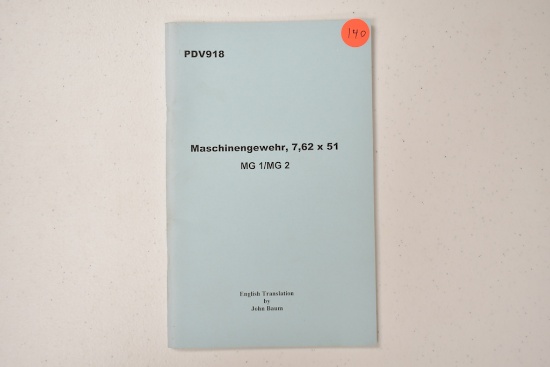 140
PDV918
Maschinengewehr, 7,62 x 51
MG 1/MG 2
English Translation
by
John Baum